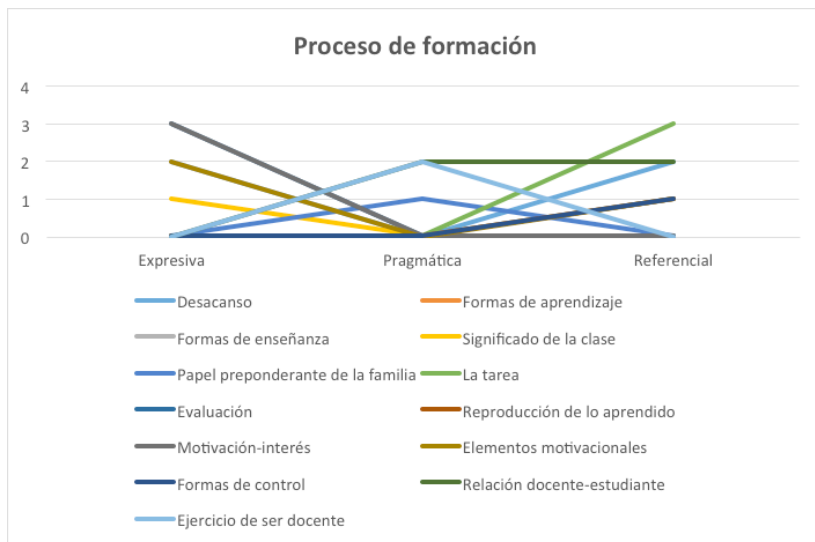 Proceso de formación
4
3
2
1
0
Expresiva Pragmática Referencial
Desacanso Formas de aprendizaje
Formas de enseñanza Significado de la clase
Papel preponderante de la familia La tarea
Evaluación Reproducción de lo aprendido
Motivación-interés Elementos motivacionales
Formas de control Relación docente-estudiante
Ejercicio de ser docente